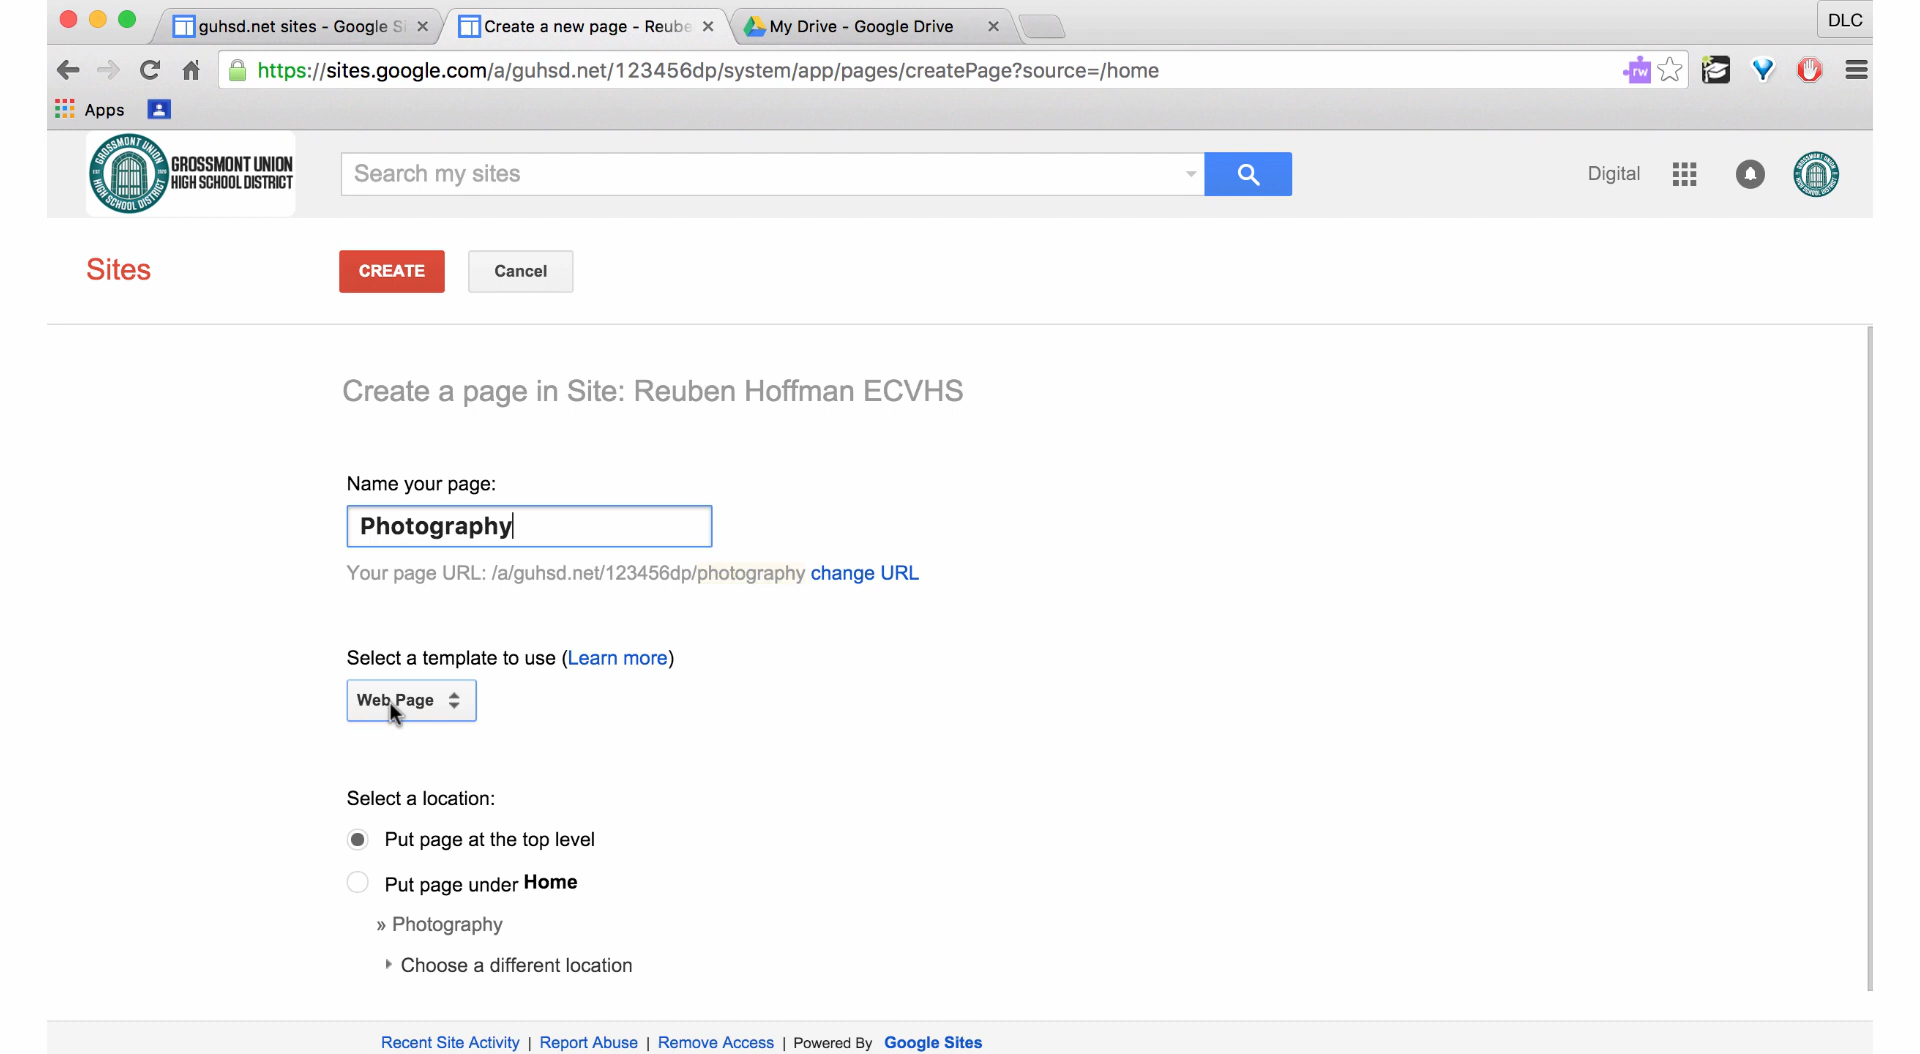 guhsd.net sites - Google Si
Create a new page - Reube
My Drive - Google Drive
DLC
https://sites.google.com/a/guhsd.net/123456dp/system/app/pages/createPage?source=/home
rw
Apps
GROSSMONT UNION
HIGH SCHOOL DISTRICT
Search my sites
Digital
Sites
CREATE
Cancel
Create a page in Site: Reuben Hoffman ECVHS
Name your page:
Photography
Your page URL: /a/guhsd.net/123456dp/photography change URL
Select a template to use (Learn more)
Web Page
Select a location:
Put page at the top level
Put page under Home
» Photography
Choose a different location
Recent Site Activity | Report Abuse | Remove Access | Powered By Google Sites